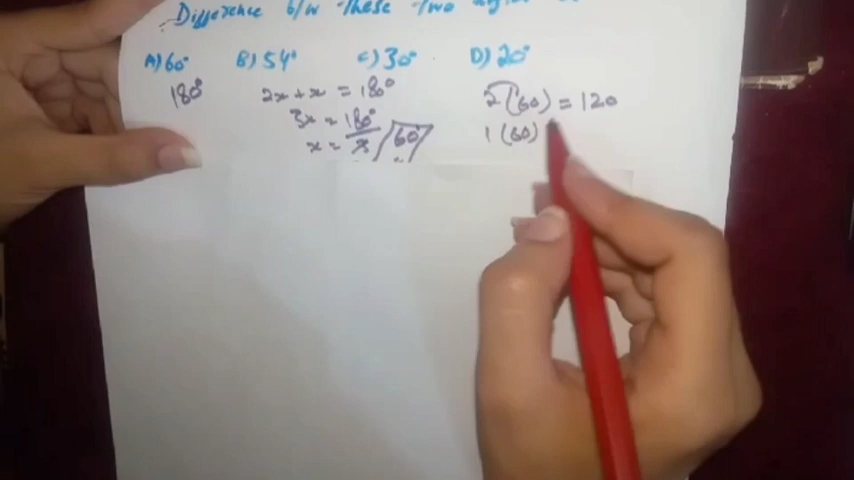 Difference b/w these two angles
A) 60° B) 54° C) 30° D) 20°
180° 2x + x = 180° 2(60) = 120
3x = 180° 1(60)
x = 3 60